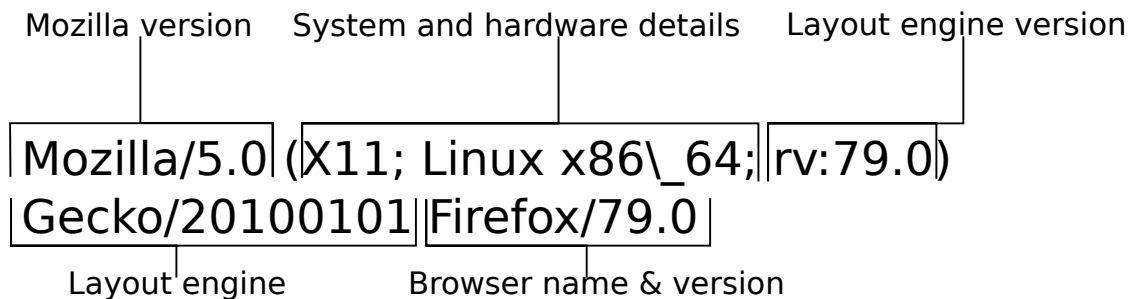 Mozilla version System and hardware details Layout engine version
Mozilla/5.0 (X11; Linux x86\_64; rv:79.0)
Gecko/20100101 Firefox/79.0
Layout engine Browser name & version